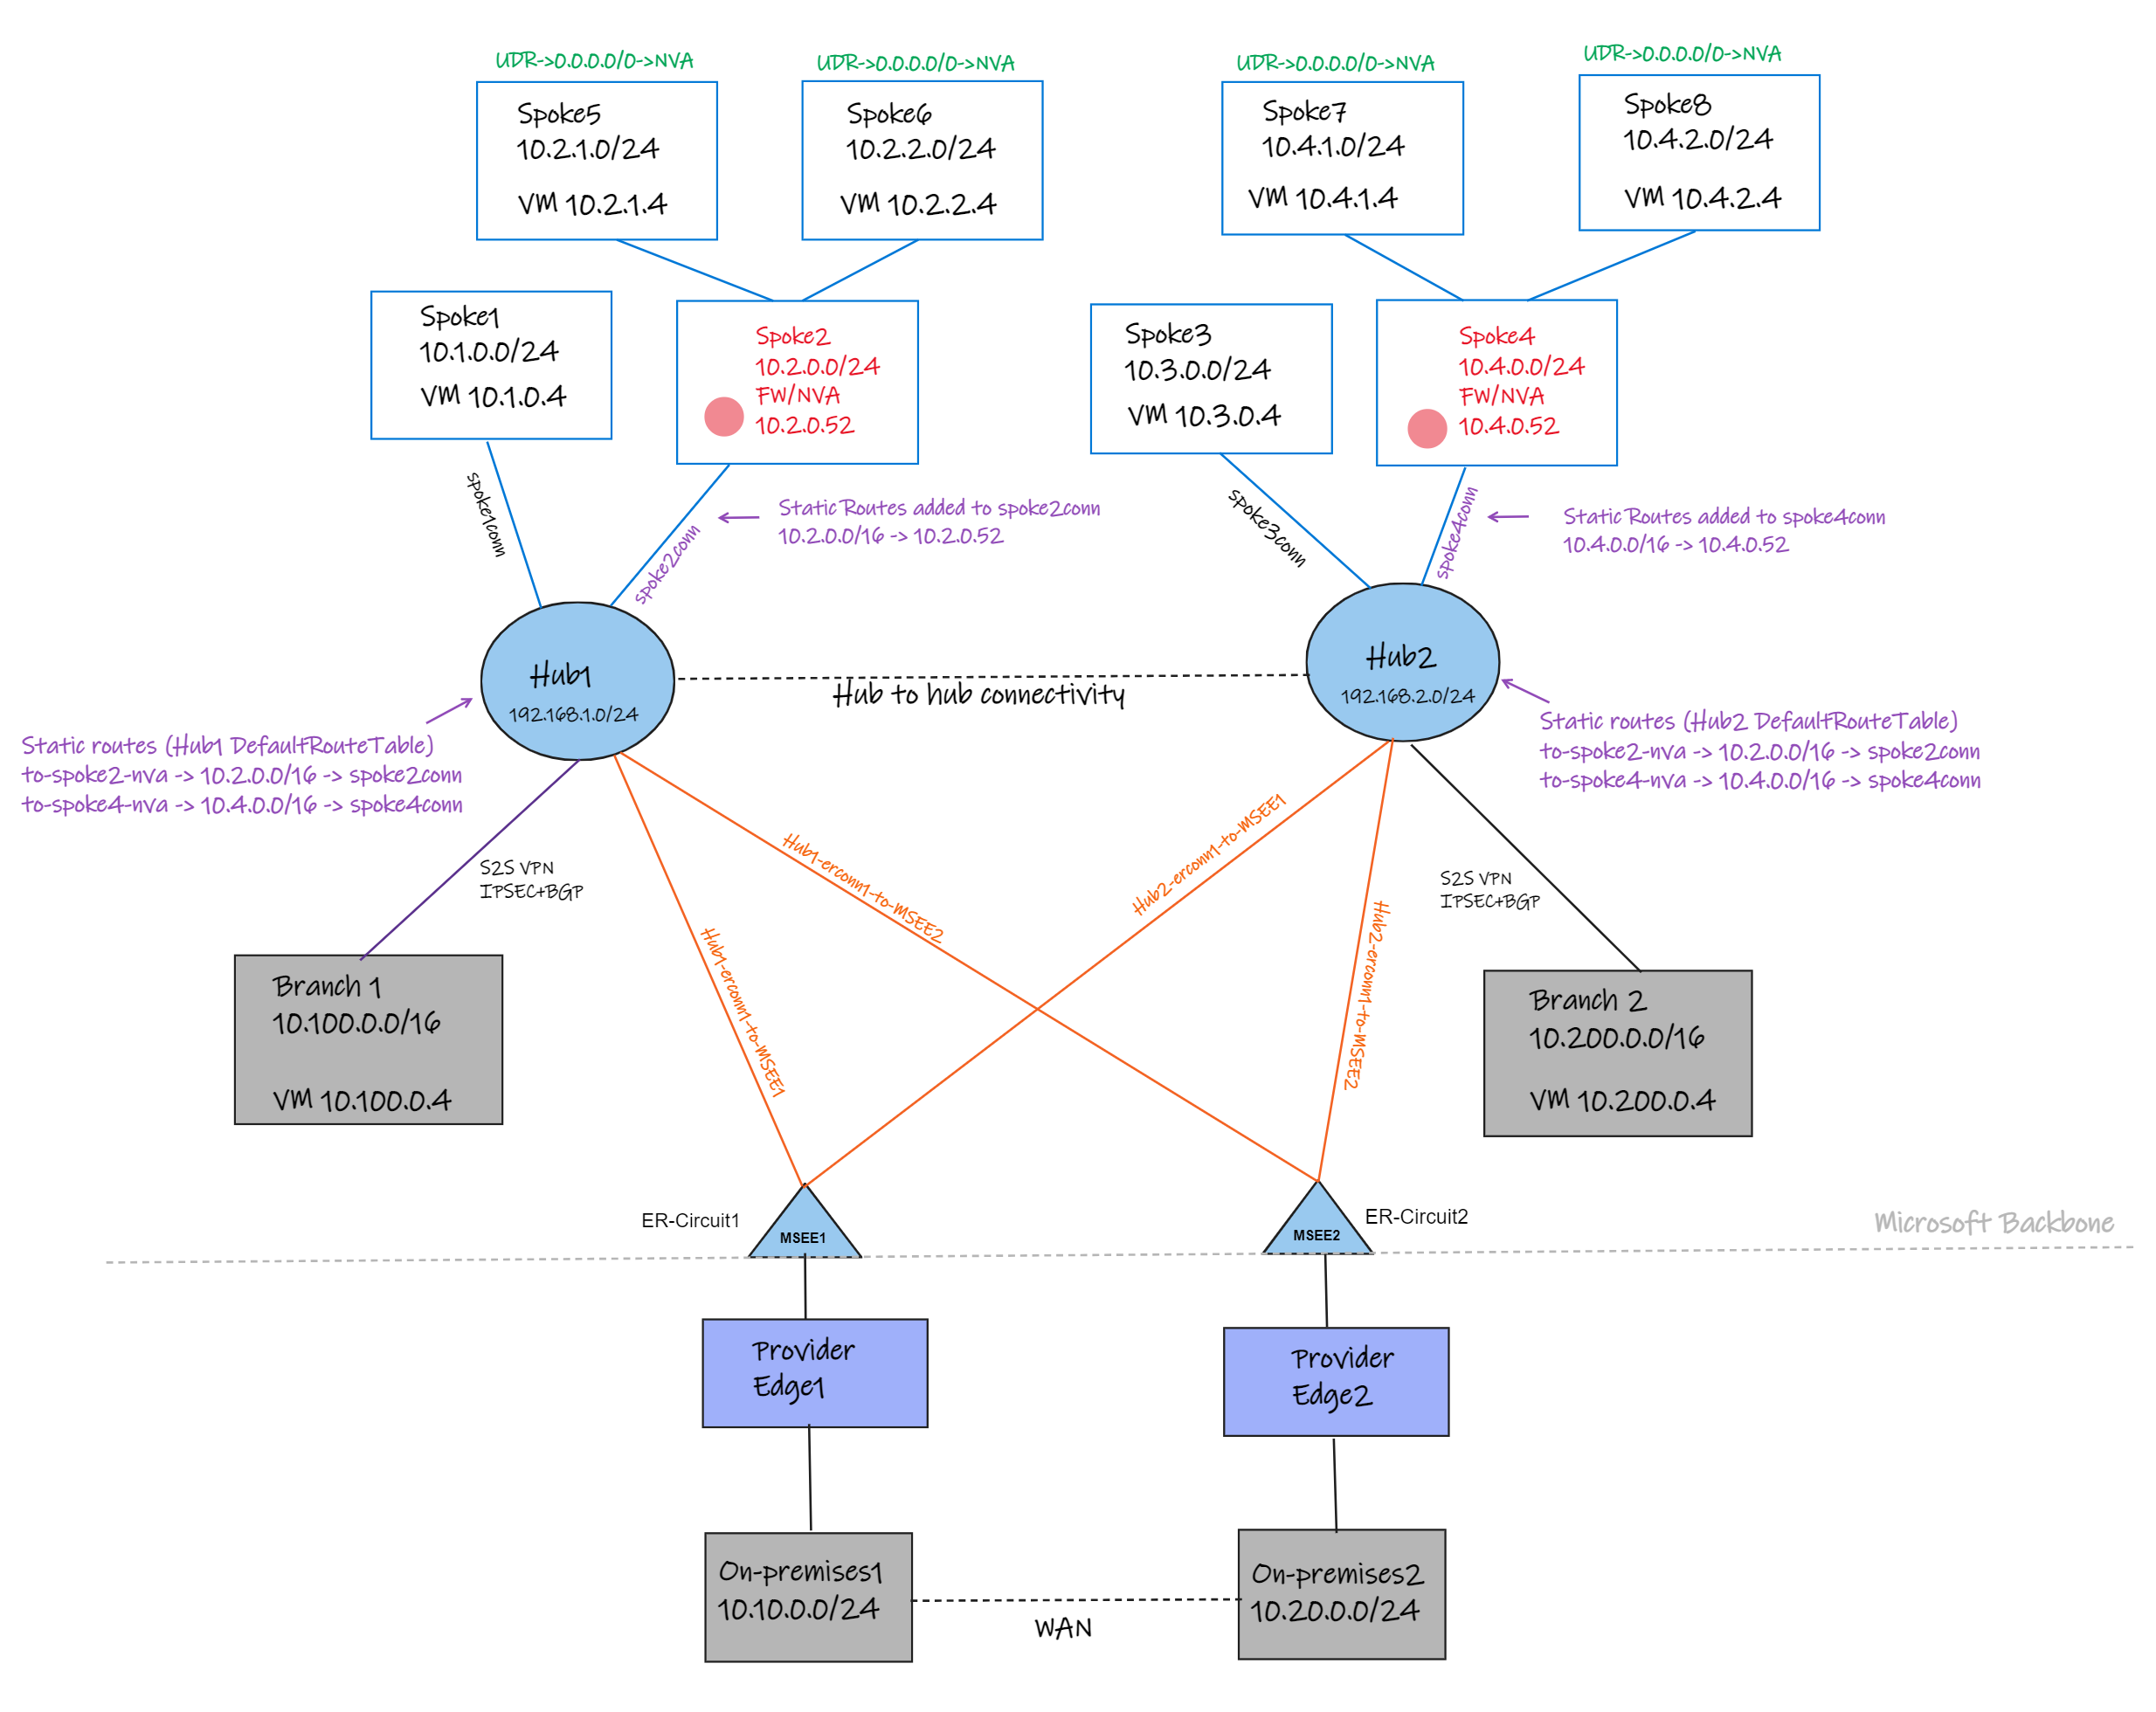 UDR->0.0.0.0/0->NVA
UDR->0.0.0.0/0->NVA
UDR->0.0.0.0/0->NVA
UDR->0.0.0.0/0->NVA
Spoke5
10.2.1.0/24
VM 10.2.1.4
Spoke6
10.2.2.0/24
VM 10.2.2.4
Spoke7
10.4.1.0/24
VM 10.4.1.4
Spoke8
10.4.2.0/24
VM 10.4.2.4
Spoke1
10.1.0.0/24
VM 10.1.0.4
Spoke2
10.2.0.0/24
FW/NVA
10.2.0.52
Spoke3
10.3.0.0/24
VM 10.3.0.4
Spoke4
10.4.0.0/24
FW/NVA
10.4.0.52
spoke1conn
spoke2conn
Static Routes added to spoke2conn
10.2.0.0/16 -> 10.2.0.52
spoke3conn
spoke4conn
Static Routes added to spoke4conn
10.4.0.0/16 -> 10.4.0.52
Hub1
192.168.1.0/24
Hub to hub connectivity
Hub2
192.168.2.0/24
Static routes (Hub1 DefaultRouteTable)
to-spoke2-nva -> 10.2.0.0/16 -> spoke2conn
to-spoke4-nva -> 10.4.0.0/16 -> spoke4conn
Static routes (Hub2 DefaultRouteTable)
to-spoke2-nva -> 10.2.0.0/16 -> spoke2conn
to-spoke4-nva -> 10.4.0.0/16 -> spoke4conn
S2S VPN
IPSEC+BGP
Hub1-erconn1-to-MSEE1
Hub1-erconn1-to-MSEE2
Hub2-erconn1-to-MSEE1
Hub2-erconn1-to-MSEE2
S2S VPN
IPSEC+BGP
Branch 1
10.100.0.0/16
VM 10.100.0.4
Branch 2
10.200.0.0/16
VM 10.200.0.4
ER-Circuit1
MSEE1
MSEE2
ER-Circuit2
Microsoft Backbone
Provider
Edge1
Provider
Edge2
On-premises1
10.10.0.0/24
WAN
On-premises2
10.20.0.0/24